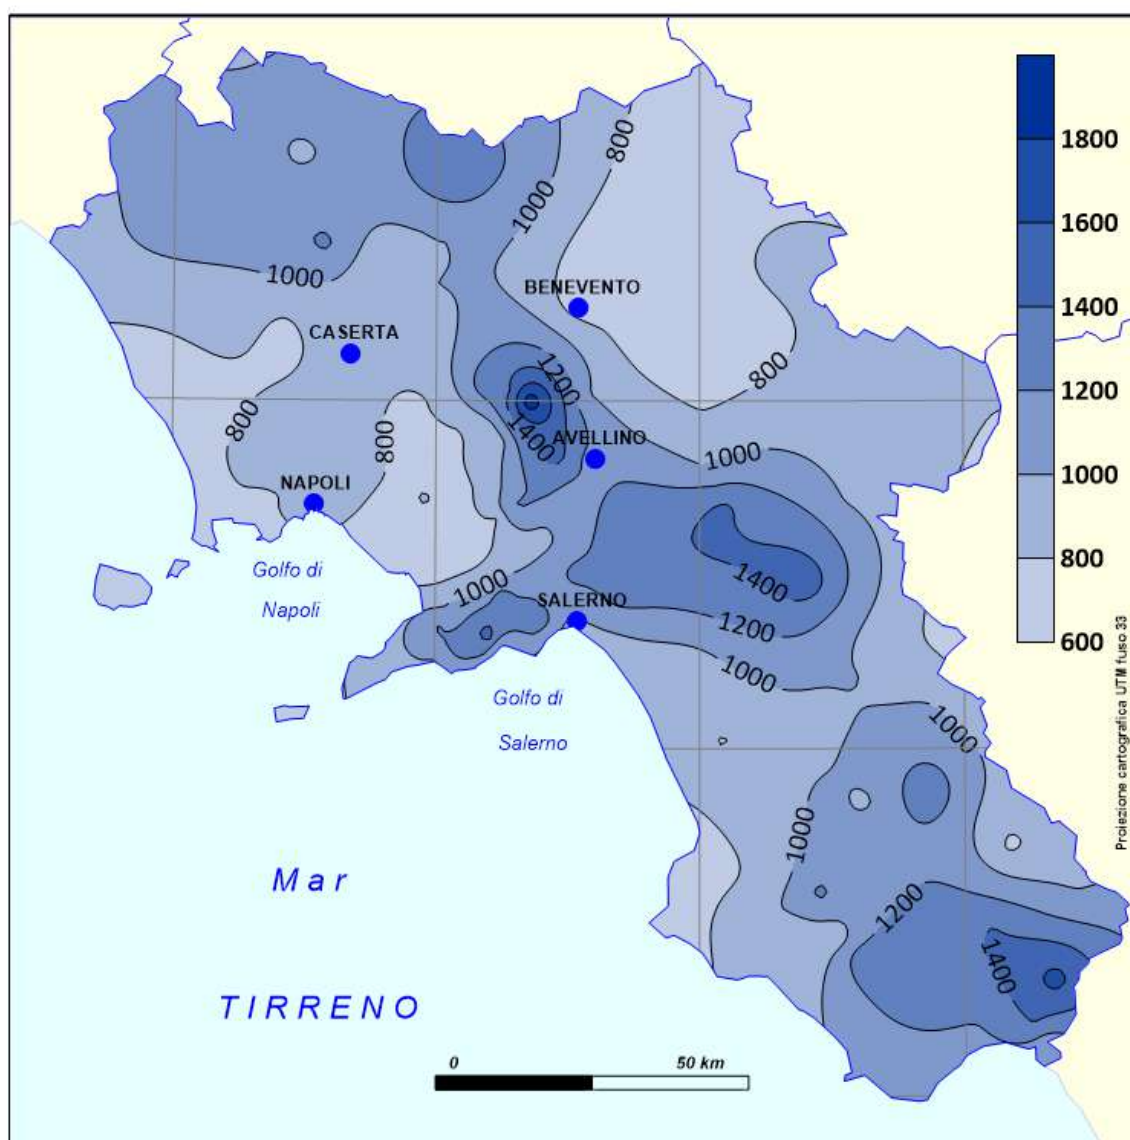 800
1000
1000
BENEVENTO
CASERTA
1200
800
800
800
1400
AVELLINO
1000
NAPOLI
Golfo di
Napoli
1000
1400
SALERNO
1200
1000
Golfo di
Salerno
1000
1000
Mar
1200
1400
TIRRENO
0 50 km
1800
1600
1400
1200
1000
800
600
Proiezione cartografica UTM fuso 33